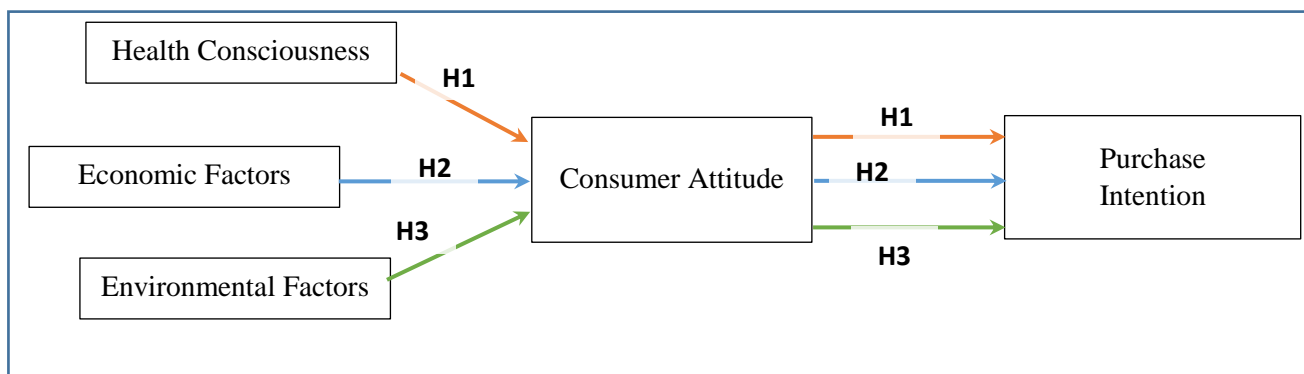 Health Consciousness
H1
H1
Economic Factors
H2
Consumer Attitude
H2
Purchase
Intention
H3
H3
Environmental Factors